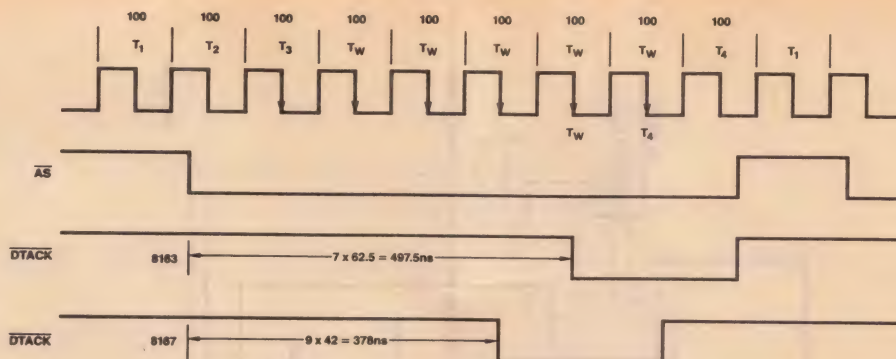 100 100 100 100 100 100 100 100 100
T1 T2 T3 TW TW TW TW TW T4 T1
TW T4
AS
DTACK 8163 7 x 62.5 = 497.5ns
DTACK 8167 9 x 42 = 378ns